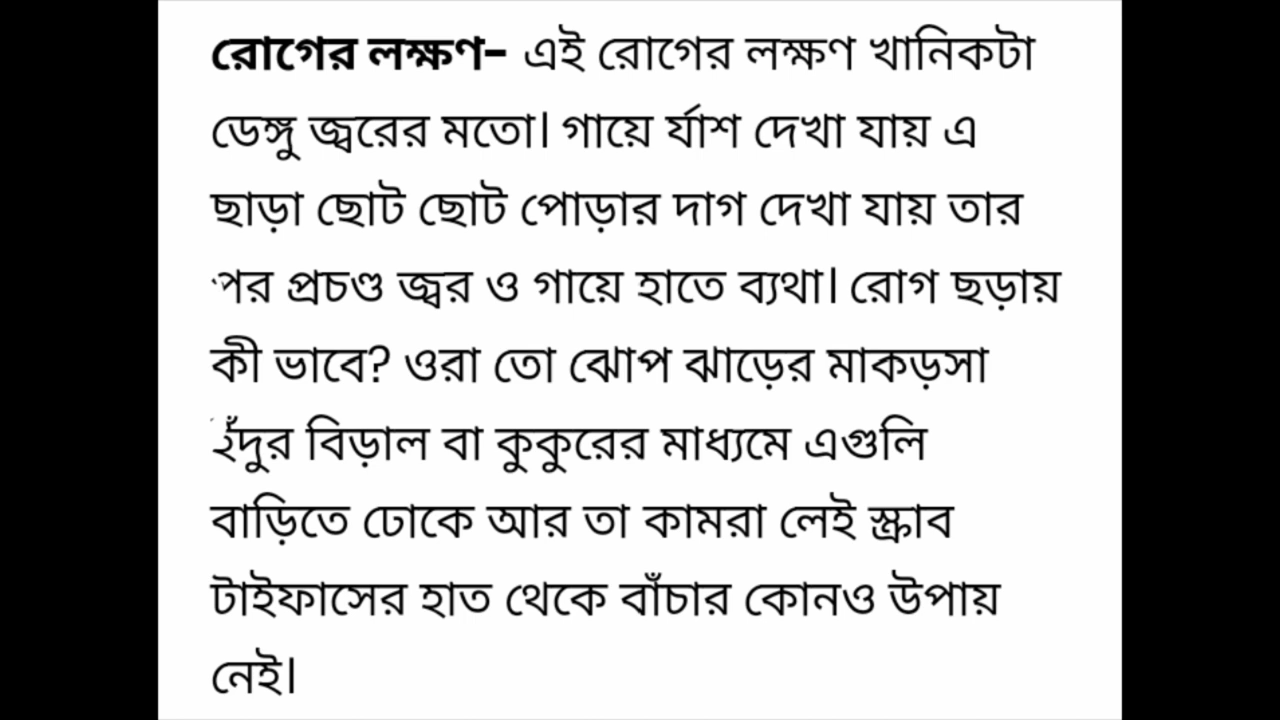 রোগের লক্ষণ- এই রোগের লক্ষণ খানিকটা
ডেঙ্গু জ্বরের মতো। গায়ে র্যাশ দেখা যায় এ
ছাড়া ছোট ছোট পোড়ার দাগ দেখা যায় তার
পর প্রচণ্ড জ্বর ও গায়ে হাতে ব্যথা। রোগ ছড়ায়
কী ভাবে? ওরা তো ঝোপ ঝাড়ের মাকড়সা
ইঁদুর বিড়াল বা কুকুরের মাধ্যমে এগুলি
বাড়িতে ঢোকে আর তা কামরা লেই স্ক্রাব
টাইফাসের হাত থেকে বাঁচার কোনও উপায়
নেই।